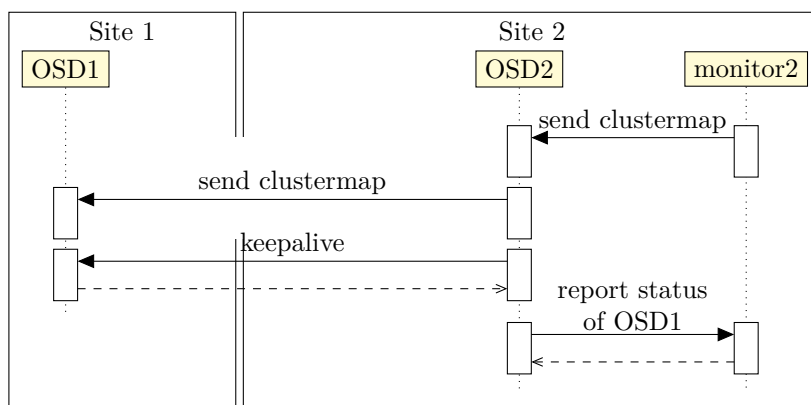 Site 1
Site 2
OSD1
OSD2
monitor2
send clustermap
send clustermap
keepalive
report status
of OSD1